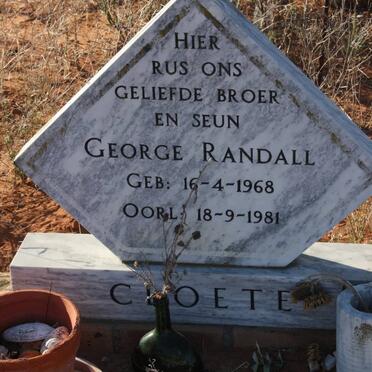 HIER
RUS ONS
GELIEFDE BROER
EN SEUN
GEORGE RANDALL
GEB: 16-4-1968
OORL: 18-9-1981
CLOETE